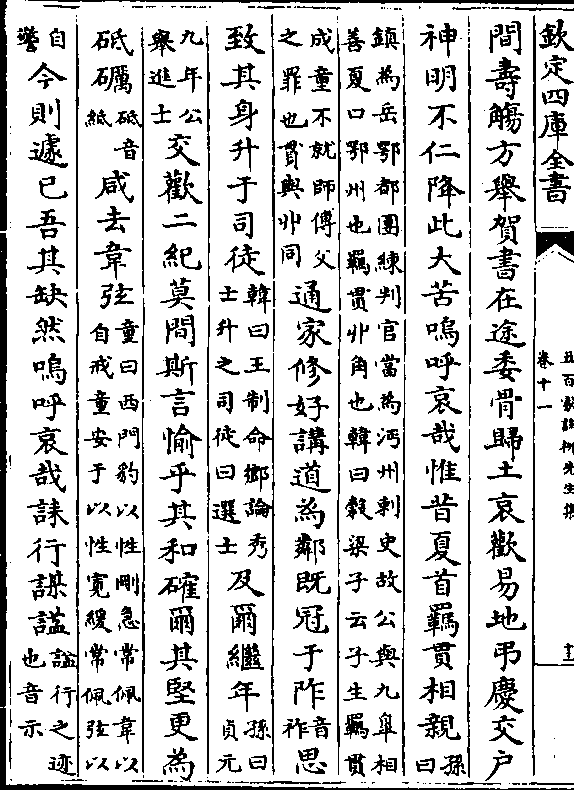 欽定四庫全書
五百家註柳先生集
卷十一
間壽觴方舉賀書在途委骨歸土哀歡易地弔慶交戶
神明不仁降此大苦嗚呼哀哉惟昔夏首羈貫相親孫曰
鎮為岳鄂都團練判官當為沔州刺史故公與九臯相
善夏口鄂州也羈貫丱角也韓曰穀梁子云子生羈貫
成童不就師傅父
之罪也貫與丱同
通家修好講道為鄰既冠于阼音祚思
致其身升于司徒韓曰王制命鄉論秀
士升之司徒曰選士
及爾繼年孫曰
貞元
九年公
舉進士
交歡二紀莫間斯言愉乎其和確爾其堅更為
砥礪砥音
紙
咸去韋弦童曰西門豹以性剛急常佩韋以
自戒童安于以性寬緩常佩弦以
自
警
今則遽已吾其缺然嗚呼哀哉誄行謀諡諡行之迹
也音示